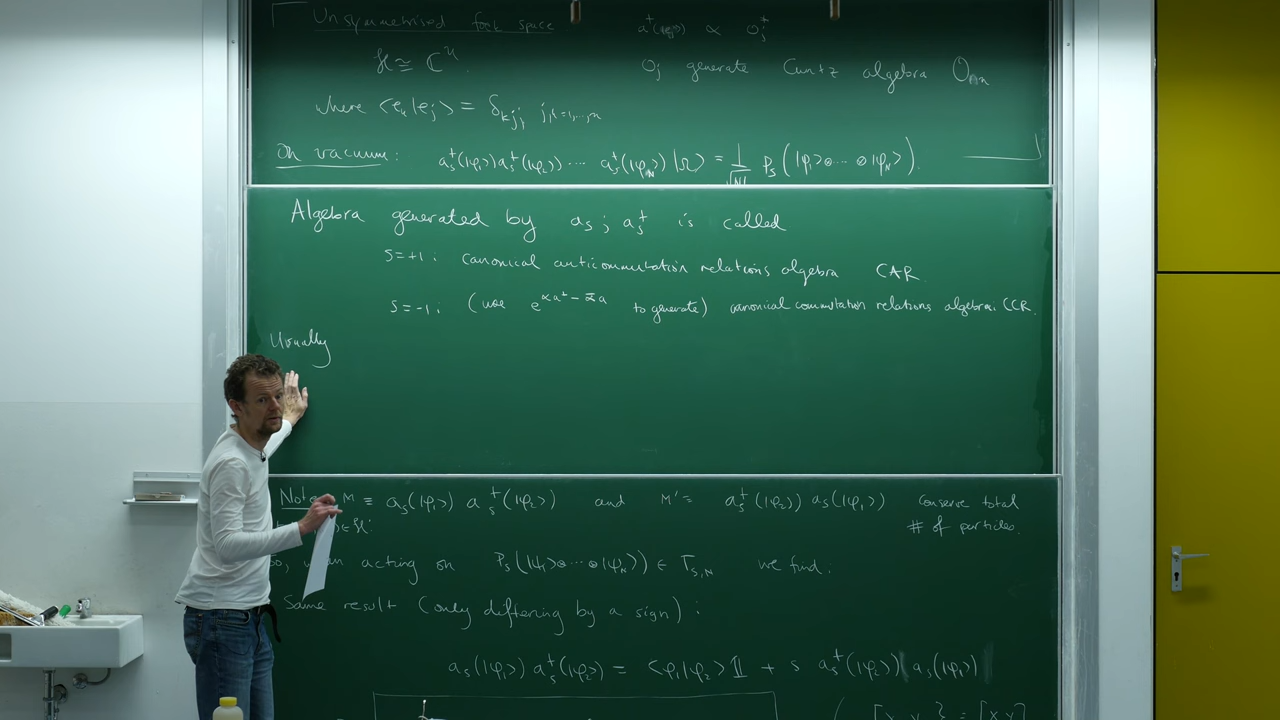 Unsymmetrised fock space
ℋ ≅ ℂⁿ
where <e_k|e_j> = δ_kj, j,k=1,...,n
a†(|φ>) ∝ O_j†
O_j generate Cuntz algebra O_n
On vacuum: a_s†(|φ_1>) a_s†(|φ_2>) ... a_s†(|φ_N>) |Ω> = 1/√N! P_s(|φ_1>⊗...⊗|φ_N>).
Algebra generated by a_s; a_s† is called
s=+1: canonical anticommutation relations algebra CAR
s=-1: (use e^{αa† - ᾱa} to generate) canonical commutation relations algebra: CCR.
Usually
Note M ≡ a_s(|φ_1>) a_s†(|φ_2>) and M' = a_s†(|φ_2>) a_s(|φ_1>) conserve total
# of particles.
acting on P_s(|ψ_1>⊗...⊗|ψ_N>) ∈ T_{s,N} we find:
Same result (only differing by a sign):
a_s(|φ_1>) a_s†(|φ_2>) = <φ_1|φ_2> 𝟙 + s a_s†(|φ_2>) a_s(|φ_1>)